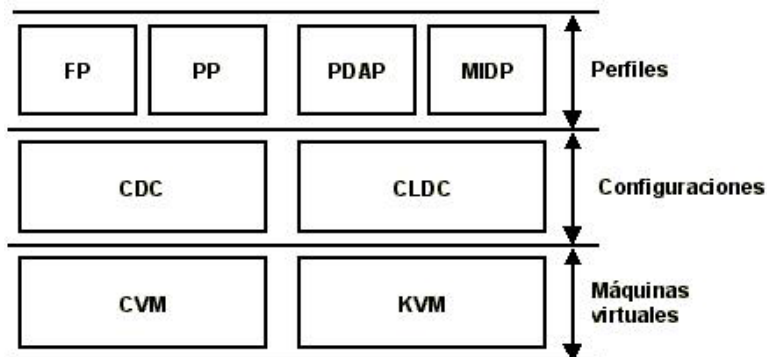 FP PP PDAP MIDP Perfiles
CDC CLDC Configuraciones
CVM KVM Máquinas
virtuales